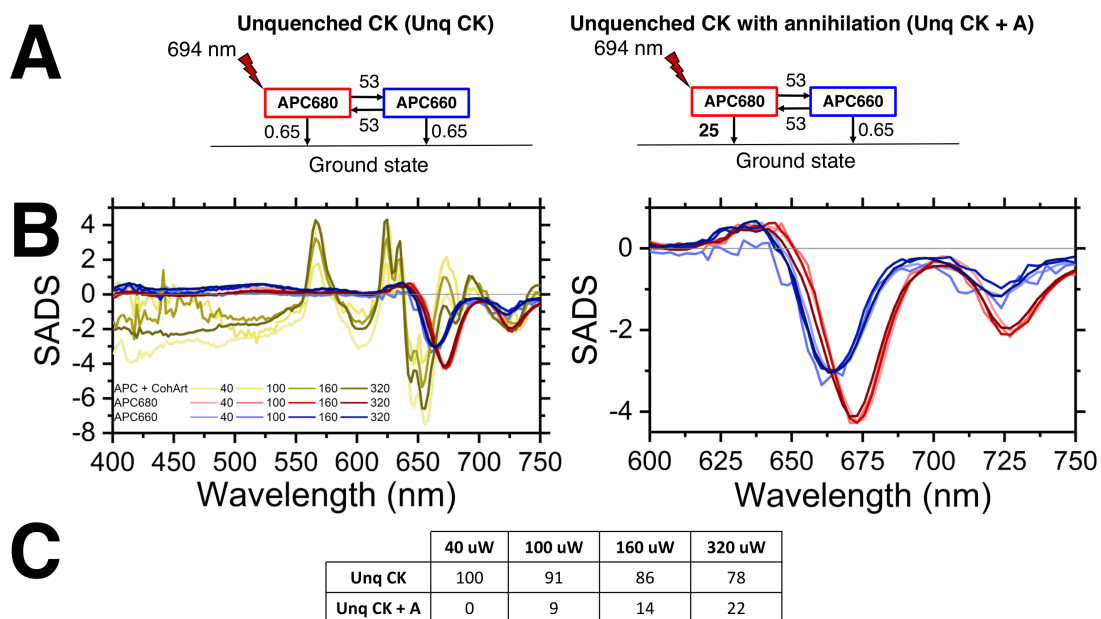 A
Unquenched CK (Unq CK)
694 nm
53
APC680
APC660
53
0.65
0.65
Ground state
Unquenched CK with annihilation (Unq CK + A)
694 nm
53
APC680
APC660
53
25
0.65
Ground state
B
SADS
4
2
0
-2
-4
-6
-8
APC + CohArt 40 100 160 320
APC680 40 100 160 320
APC660 40 100 160 320
400 450 500 550 600 650 700 750
Wavelength (nm)
SADS
0
-2
-4
600 625 650 675 700 725 750
Wavelength (nm)
C
40 uW 100 uW 160 uW 320 uW
Unq CK 100 91 86 78
Unq CK + A 0 9 14 22